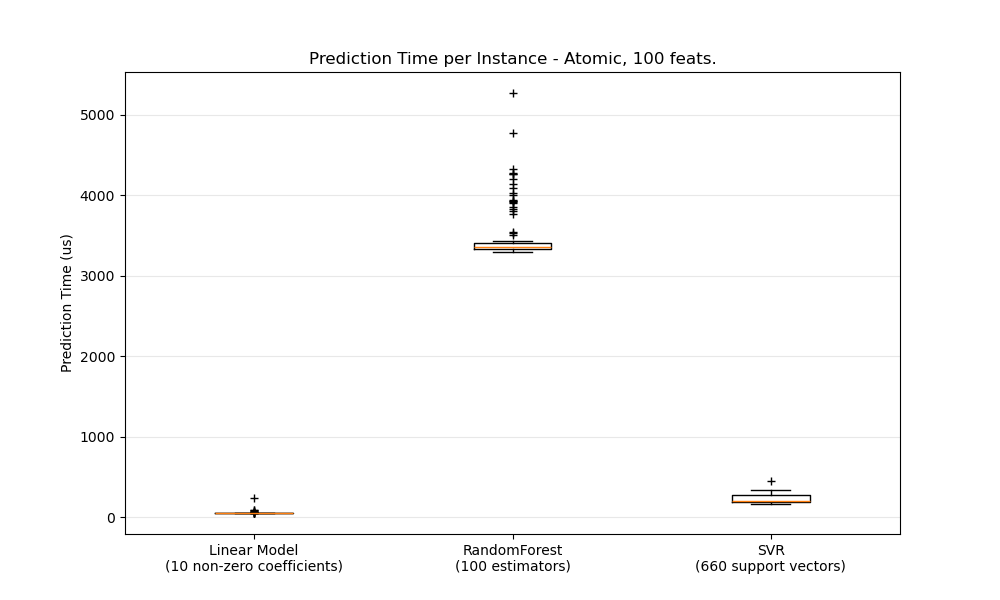 Prediction Time per Instance - Atomic, 100 feats.
Prediction Time (us)
5000
4000
3000
2000
1000
0
Linear Model
(10 non-zero coefficients)
RandomForest
(100 estimators)
SVR
(660 support vectors)